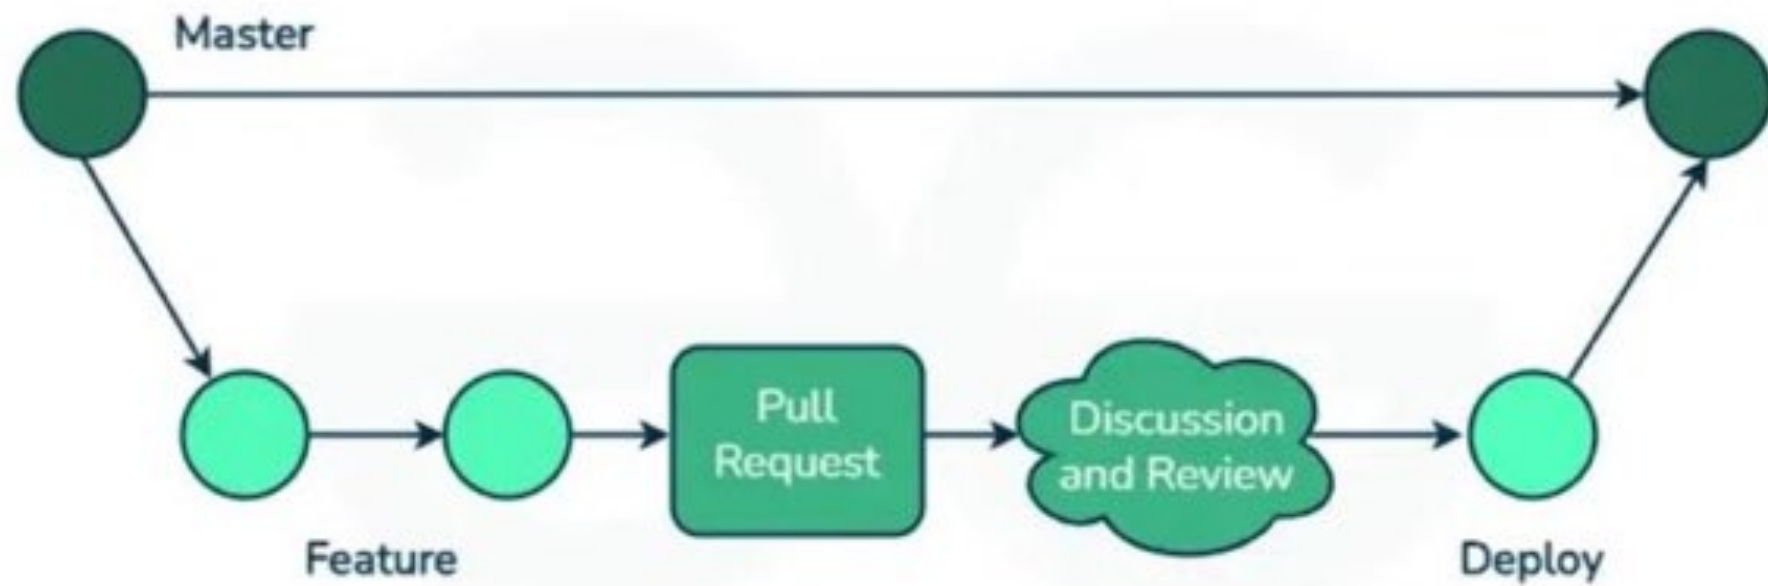 Master
Pull
Request
Discussion
and Review
Feature
Deploy